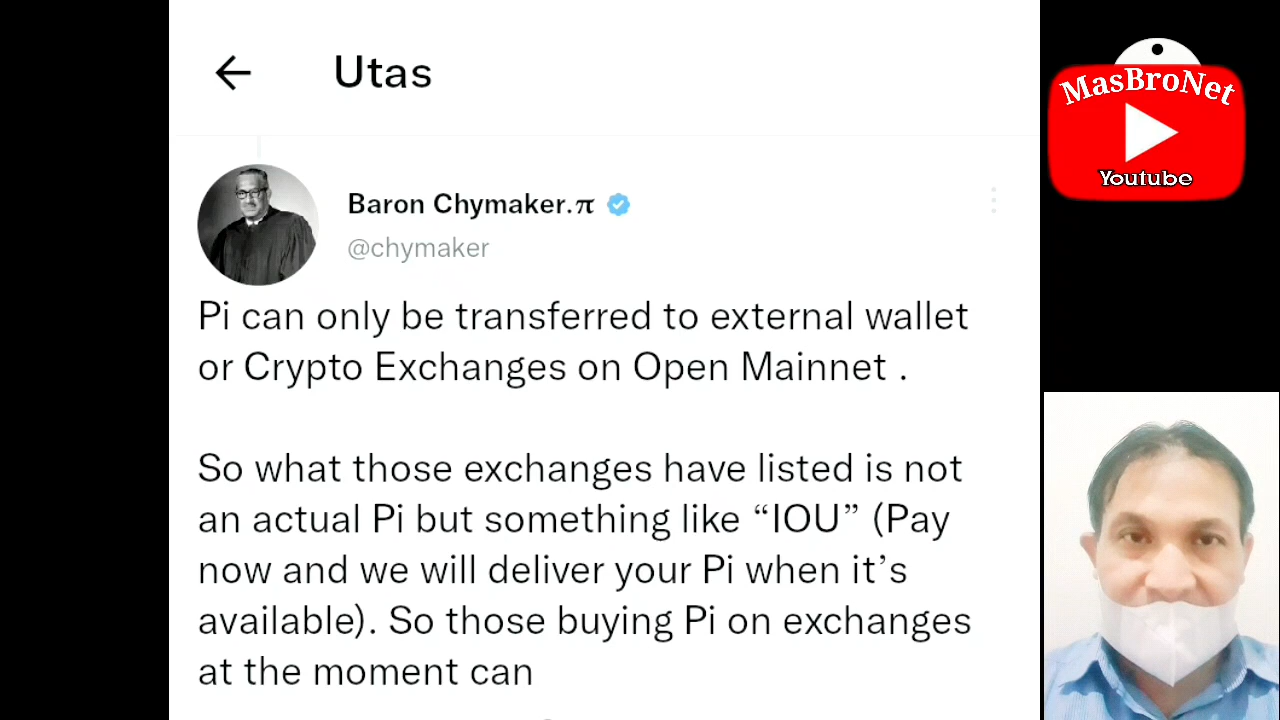 Utas
Baron Chymaker.π
@chymaker
Pi can only be transferred to external wallet
or Crypto Exchanges on Open Mainnet .
So what those exchanges have listed is not
an actual Pi but something like “IOU” (Pay
now and we will deliver your Pi when it’s
available). So those buying Pi on exchanges
at the moment can
MasBroNet
Youtube